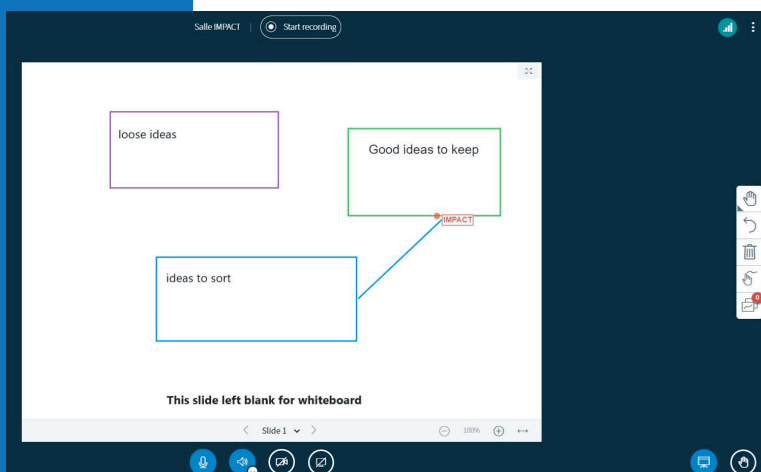 Salle IMPACT | Start recording
loose ideas
Good ideas to keep
IMPACT
ideas to sort
This slide left blank for whiteboard
Slide 1 100%
0